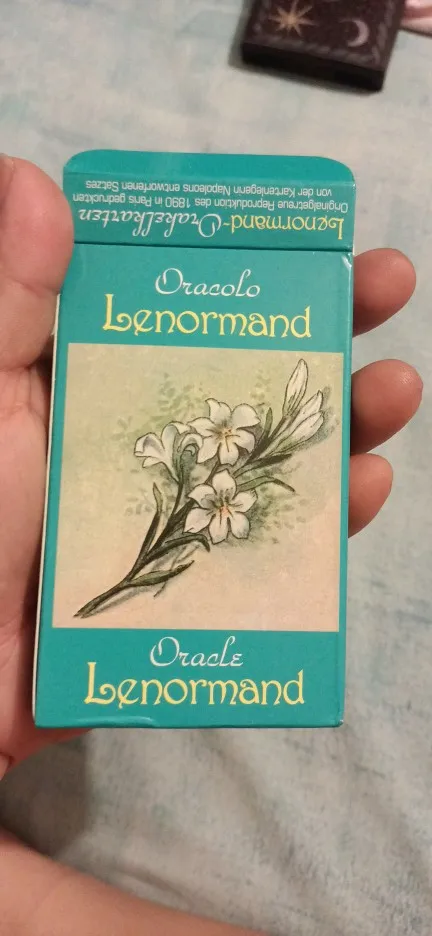 Lenormand-Orakelkarten
Originalgetreue Reproduktion des 1890 in Paris gedruckten
von der Kartenlegerin Napoleons entworfenen Satzes
Oracolo
Lenormand
Oracle
Lenormand